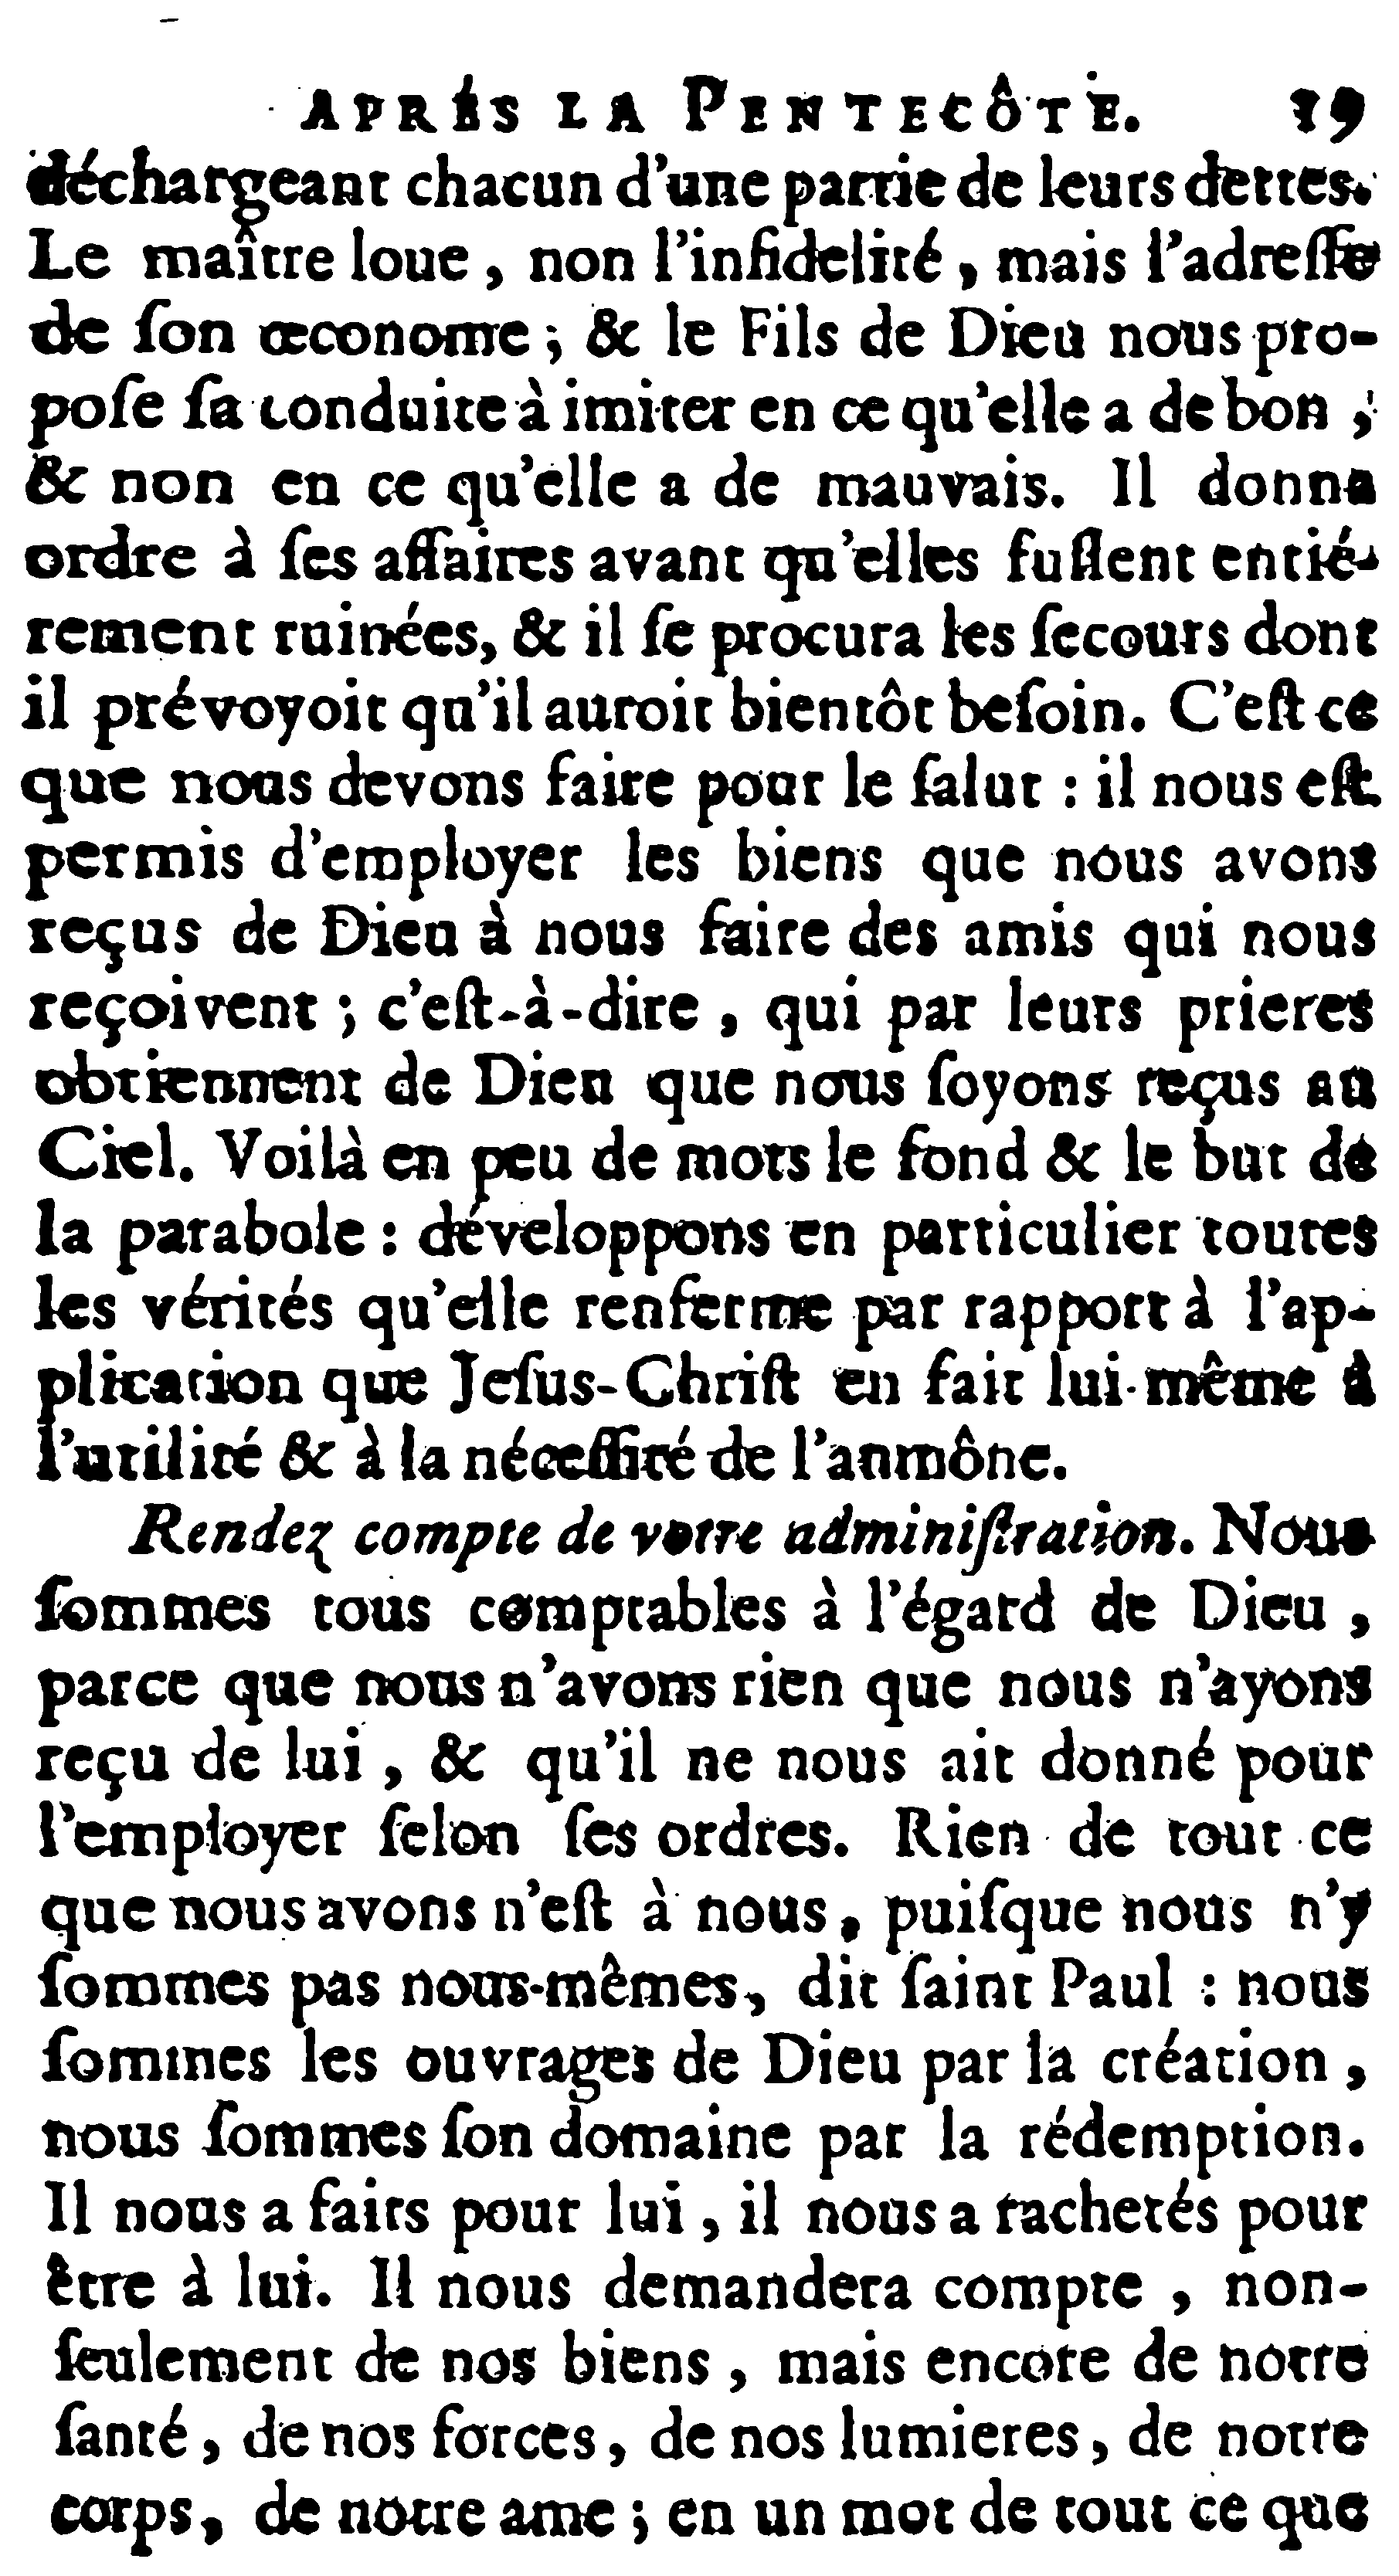 APRÉS LA PENTECÔTE. 19
déchargeant chacun d'une partie de leurs dettes.
Le maître loue, non l'infidelité, mais l'adreſſe
de ſon œconome; & le Fils de Dieu nous pro-
poſe ſa conduite à imiter en ce qu'elle a de bon,
& non en ce qu'elle a de mauvais. Il donna
ordre à ſes affaires avant qu'elles fuſſent entié-
rement ruinées, & il ſe procura les ſecours dont
il prévoyoit qu'il auroit bientôt beſoin. C'eſt ce
que nous devons faire pour le ſalut : il nous eſt
permis d'employer les biens que nous avons
reçus de Dieu à nous faire des amis qui nous
reçoivent ; c'eſt-à-dire, qui par leurs prieres
obtiennent de Dieu que nous ſoyons reçus au
Ciel. Voilà en peu de mots le fond & le but de
la parabole : développons en particulier toutes
les vérités qu'elle renferme par rapport à l'ap-
plication que Jeſus-Chriſt en fait lui-même à
l'utilité & à la néceſſité de l'anmône.
Rendez compte de votre adminiſtration. Nous
ſommes tous comptables à l'égard de Dieu,
parce que nous n'avons rien que nous n'ayons
reçu de lui, & qu'il ne nous ait donné pour
l'employer ſelon ſes ordres. Rien de tout ce
que nous avons n'eſt à nous, puiſque nous n'y
ſommes pas nous-mêmes, dit ſaint Paul : nous
ſommes les ouvrages de Dieu par la création,
nous ſommes ſon domaine par la rédemption.
Il nous a faits pour lui, il nous a rachetés pour
être à lui. Il nous demandera compte, non-
ſeulement de nos biens, mais encore de notre
ſanté, de nos forces, de nos lumieres, de notre
corps, de notre ame ; en un mot de tout ce que